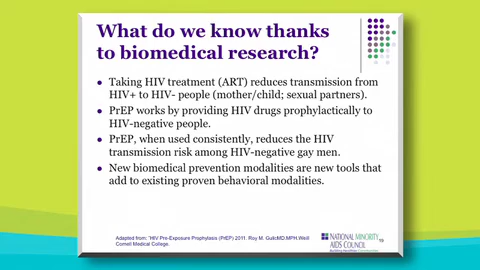 What do we know thanks
to biomedical research?
● Taking HIV treatment (ART) reduces transmission from
HIV+ to HIV- people (mother/child; sexual partners).
● PrEP works by providing HIV drugs prophylactically to
HIV-negative people.
● PrEP, when used consistently, reduces the HIV
transmission risk among HIV-negative gay men.
● New biomedical prevention modalities are new tools that
add to existing proven behavioral modalities.
Adapted from: "HIV Pre-Exposure Prophylaxis (PrEP) 2011. Roy M. GulicMD.MPH.Weill
Cornell Medical College.
NATIONAL MINORITY
AIDS COUNCIL
15